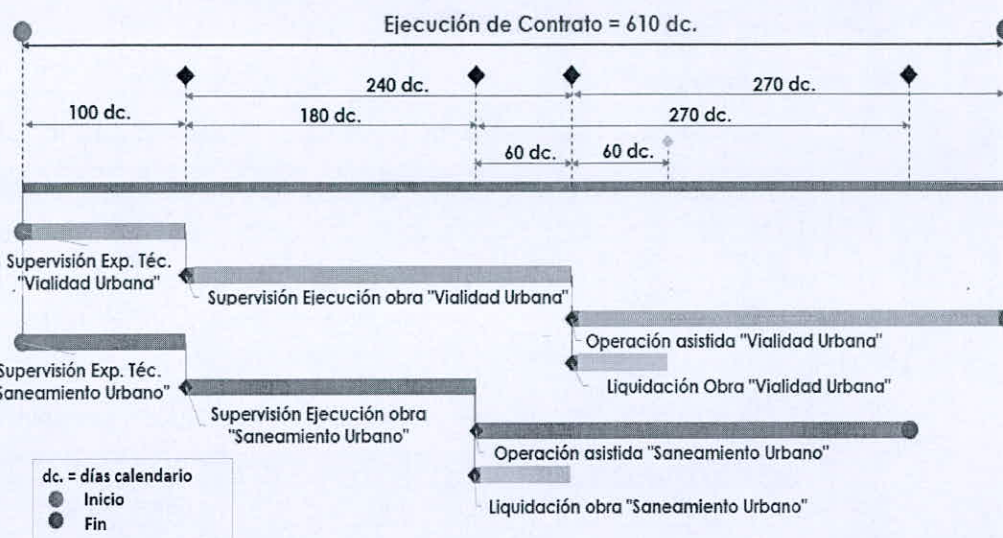 Ejecución de Contrato = 610 dc.
240 dc.
270 dc.
100 dc.
180 dc.
270 dc.
60 dc.
60 dc.
Supervisión Exp. Téc.
"Vialidad Urbana"
Supervisión Ejecución obra "Vialidad Urbana"
Operación asistida "Vialidad Urbana"
Liquidación Obra "Vialidad Urbana"
Supervisión Exp. Téc.
Saneamiento Urbano"
Supervisión Ejecución obra
"Saneamiento Urbano"
Operación asistida "Saneamiento Urbano"
Liquidación obra "Saneamiento Urbano"
dc. = días calendario
Inicio
Fin